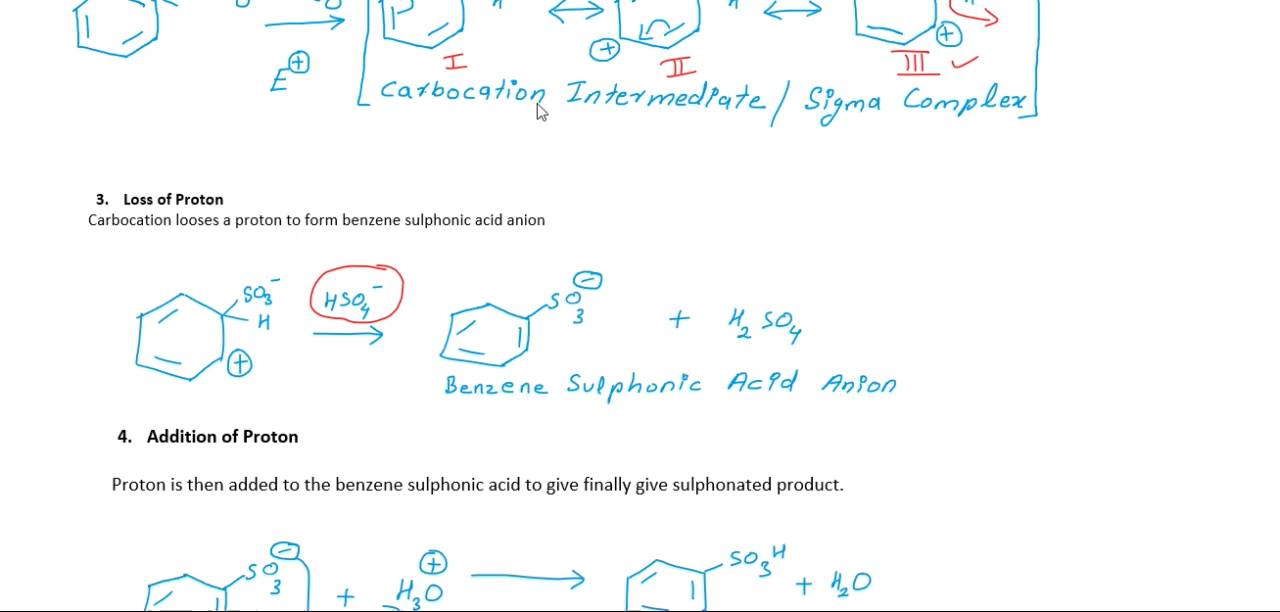 E⊕
I II III ✓
[Carbocation Intermediate / Sigma Complex]
3. Loss of Proton
Carbocation looses a proton to form benzene sulphonic acid anion
SO₃⁻ H ⊕ HSO₄⁻ → SO₃⊖ + H₂SO₄
Benzene Sulphonic Acid Anion
4. Addition of Proton
Proton is then added to the benzene sulphonic acid to give finally give sulphonated product.
SO₃⊖ + H₃O⊕ → SO₃H + H₂O